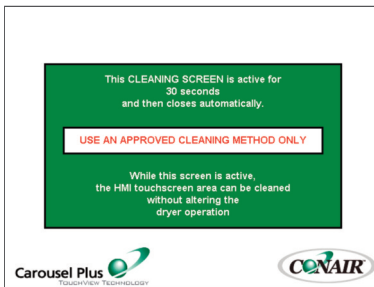 This CLEANING SCREEN is active for
30 seconds
and then closes automatically.
USE AN APPROVED CLEANING METHOD ONLY
While this screen is active,
the HMI touchscreen area can be cleaned
without altering the
dryer operation
Carousel Plus
TOUCHVIEW TECHNOLOGY
CONAIR